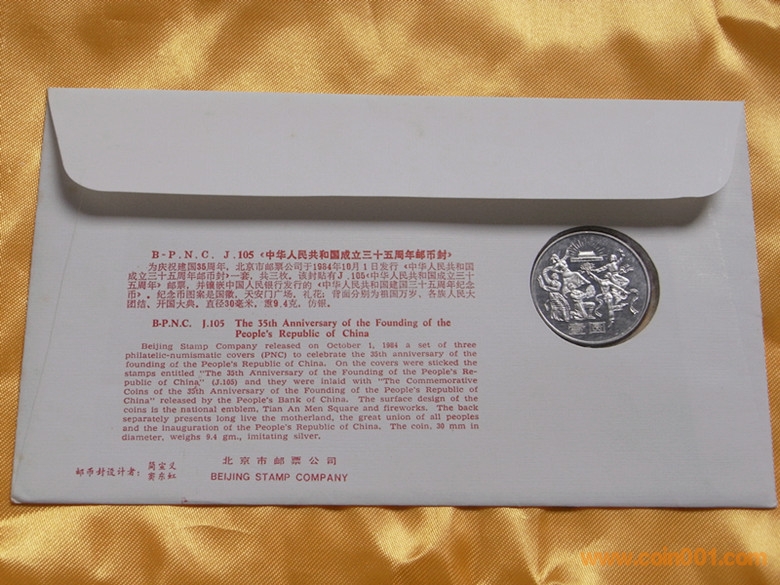 B-P.N.C. J.105《中华人民共和国成立三十五周年邮币封》
为庆祝建国35周年,北京市邮票公司于1984年10月1日发行《中华人民共和国
成立三十五周年邮币封》一套,共三枚。该封贴有J.105《中华人民共和国成立三十
五周年》邮票,并镶嵌中国人民银行发行的《中华人民共和国建国三十五周年纪念
币》。纪念币图案是国徽、天安门广场、礼花;背面分别为祖国万岁、各族人民大
团结、开国大典。直径30毫米,重9.4克,仿银。
B-P.N.C. J.105 The 35th Anniversary of the Founding of the
People's Republic of China
Beijing Stamp Company released on October 1, 1984 a set of three
philatelic-numismatic covers (PNC) to celebrate the 35th anniversary of the
founding of the People's Republic of China. On the covers were sticked the
stamps entitled "The 35th Anniversary of the Founding of the People's Re-
public of China," (J.105) and they were inlaid with "The Commemorative
Coins of the 35th Anniversary of the Founding of the People's Republic of
China" released by the People's Bank of China. The surface design of the
coins is the national emblem, Tian An Men Square and fireworks. The back
separately presents long live the motherland, the great union of all peoples
and the inauguration of the People's Republic of China. The coin, 30 mm in
diameter, weighs 9.4 gm., imitating silver.
邮币封设计者:
东虹
北京市邮票公司
BEIJING STAMP COMPANY
壹圆
www.coin001.com